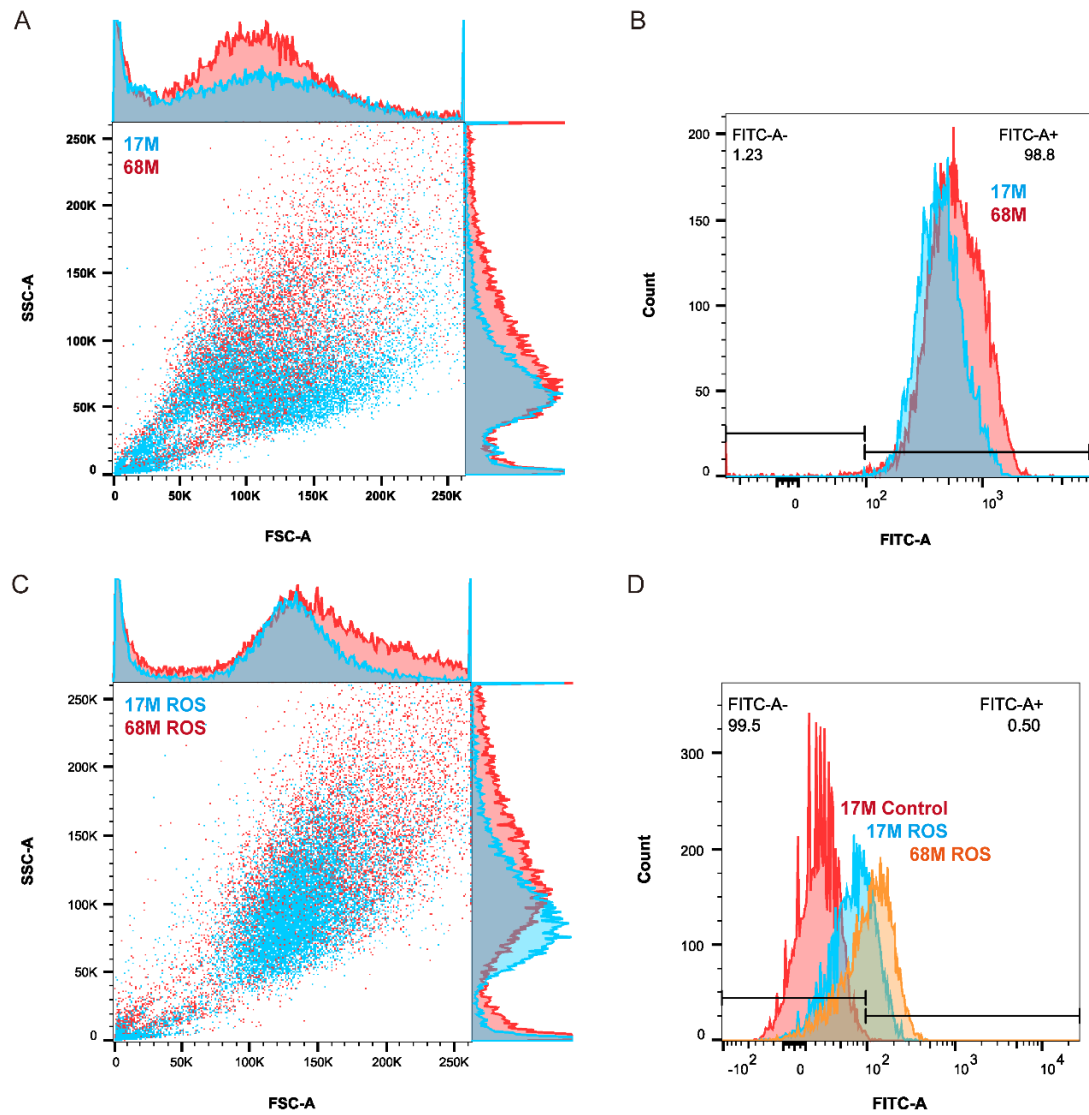 A
17M
68M
250K
200K
150K
100K
50K
0
SSC-A
0 50K 100K 150K 200K 250K
FSC-A
B
FITC-A-
1.23
FITC-A+
98.8
17M
68M
200
150
100
50
0
Count
0 10² 10³
FITC-A
C
17M ROS
68M ROS
250K
200K
150K
100K
50K
0
SSC-A
0 50K 100K 150K 200K 250K
FSC-A
D
FITC-A-
99.5
FITC-A+
0.50
17M Control
17M ROS
68M ROS
300
200
100
0
Count
-10² 0 10² 10³ 10⁴
FITC-A